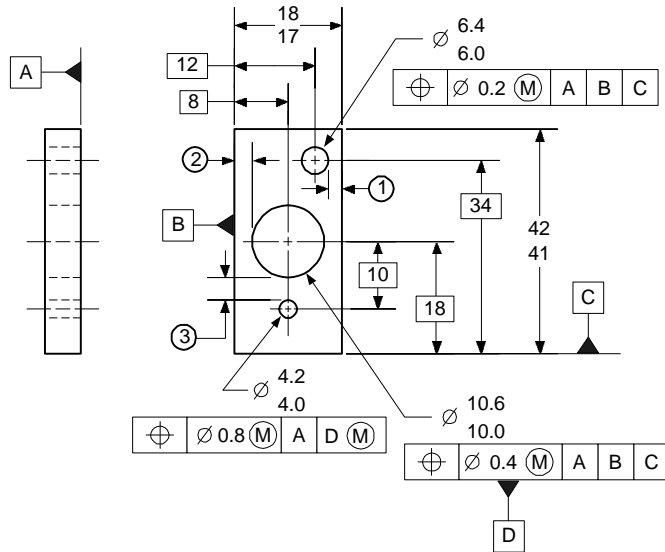 18
17
12
8
A
⌀ 6.4
6.0
⌖ ⌀ 0.2 Ⓜ A B C
②
①
B
34
42
41
10
18
C
③
⌀ 4.2
4.0
⌖ ⌀ 0.8 Ⓜ A D Ⓜ
⌀ 10.6
10.0
⌖ ⌀ 0.4 Ⓜ A B C
D